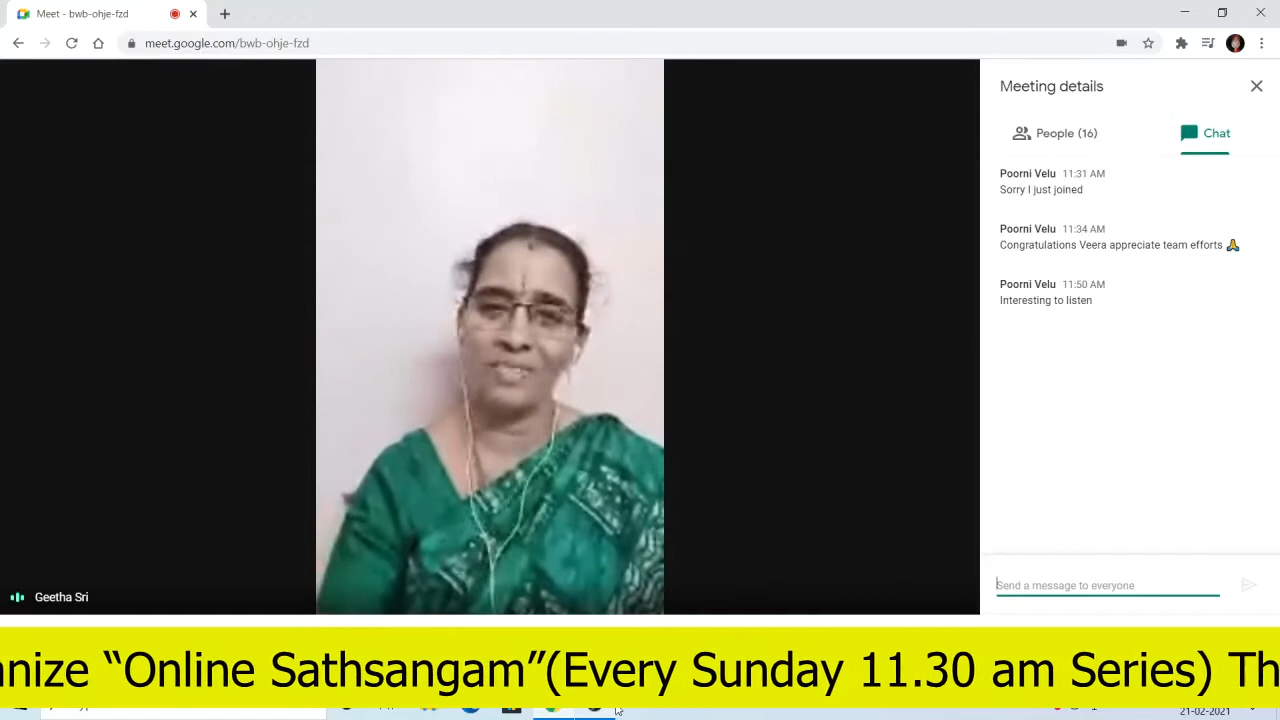 Meet - bwb-ohje-fzd
meet.google.com/bwb-ohje-fzd
Meeting details
People (16)
Chat
Poorni Velu 11:31 AM
Sorry I just joined
Poorni Velu 11:34 AM
Congratulations Veera appreciate team efforts 🙏
Poorni Velu 11:50 AM
Interesting to listen
Geetha Sri
Send a message to everyone
anize “Online Sathsangam”(Every Sunday 11.30 am Series) Th
21-02-2021